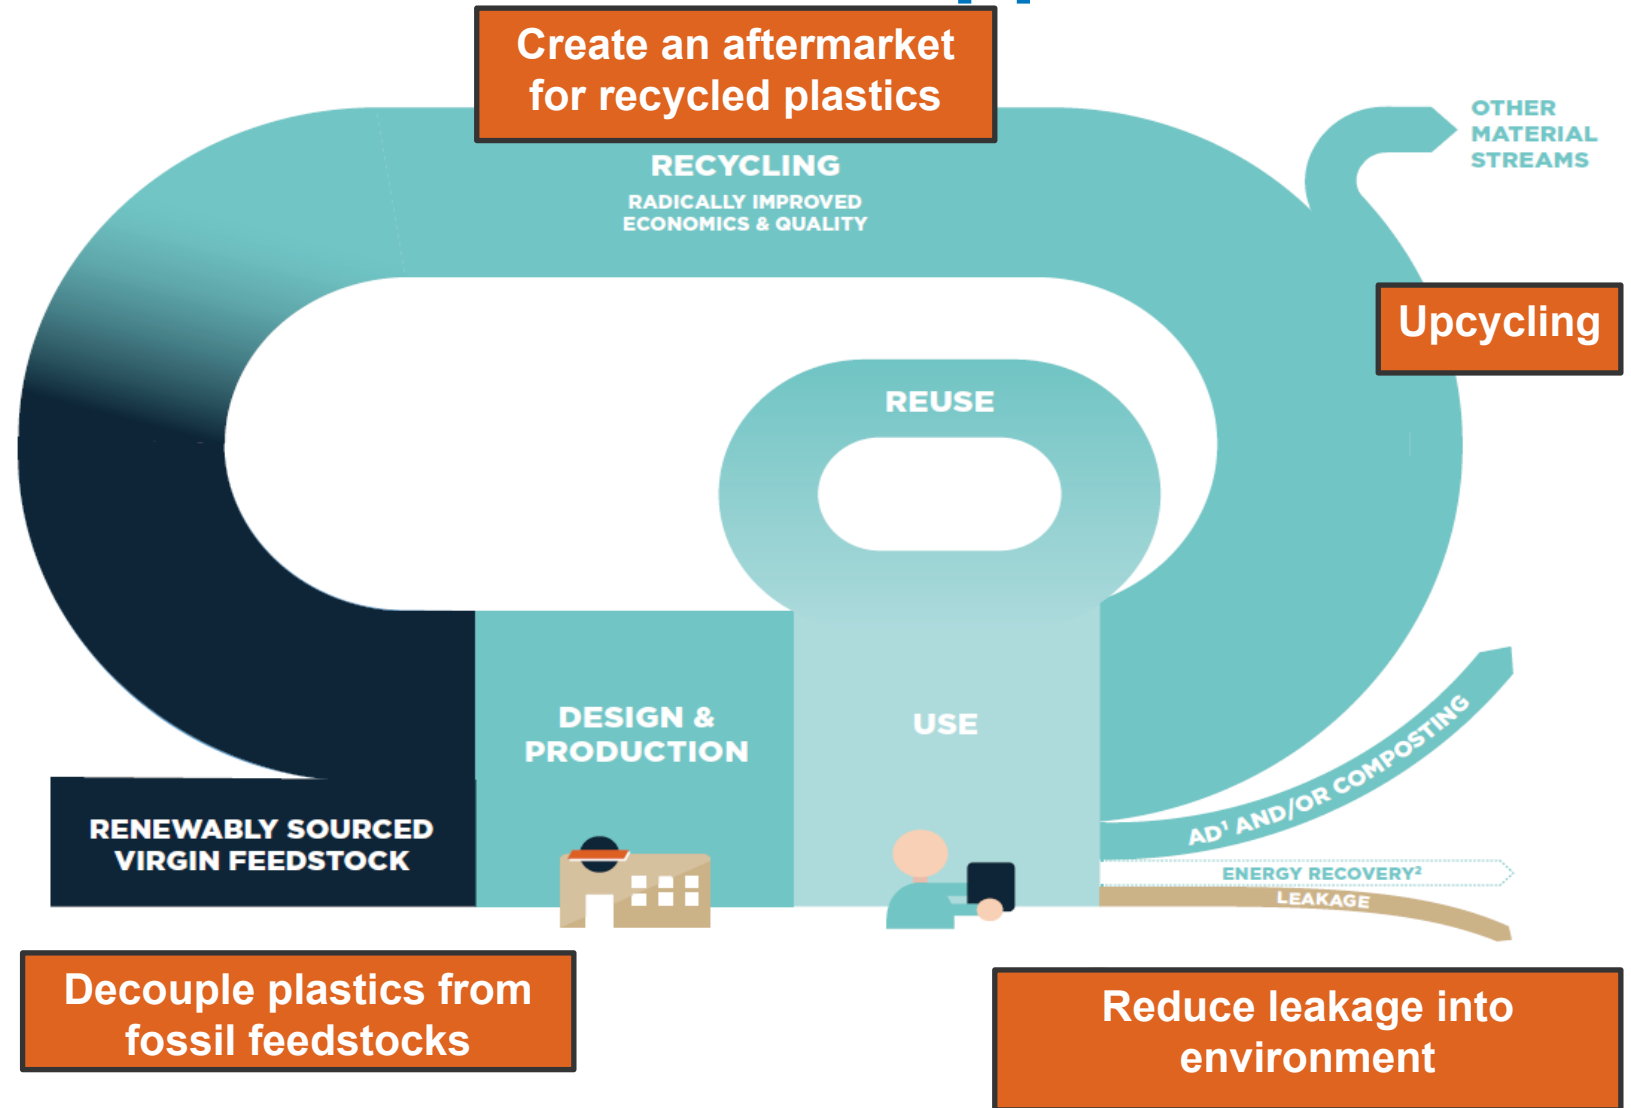 Create an aftermarket
for recycled plastics
OTHER
MATERIAL
STREAMS
RECYCLING
RADICALLY IMPROVED
ECONOMICS & QUALITY
Upcycling
REUSE
DESIGN &
PRODUCTION
USE
AD¹ AND/OR COMPOSTING
RENEWABLY SOURCED
VIRGIN FEEDSTOCK
ENERGY RECOVERY²
LEAKAGE
Decouple plastics from
fossil feedstocks
Reduce leakage into
environment